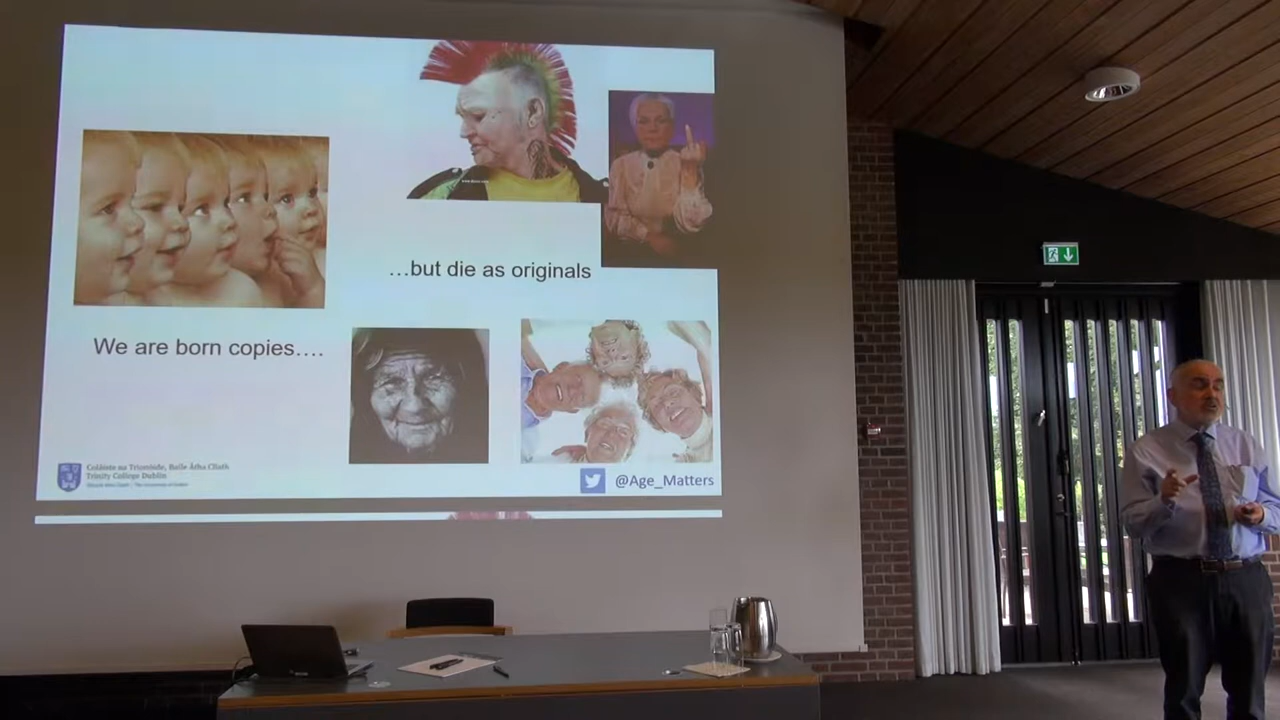 …but die as originals
We are born copies….
Coláiste na Tríonóide, Baile Átha Cliath
Trinity College Dublin
@Age_Matters